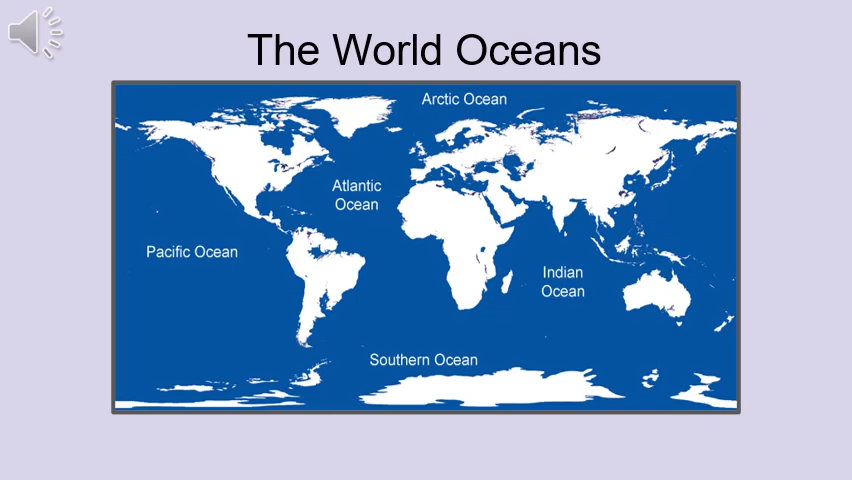 The World Oceans
Arctic Ocean
Atlantic
Ocean
Pacific Ocean
Indian
Ocean
Southern Ocean